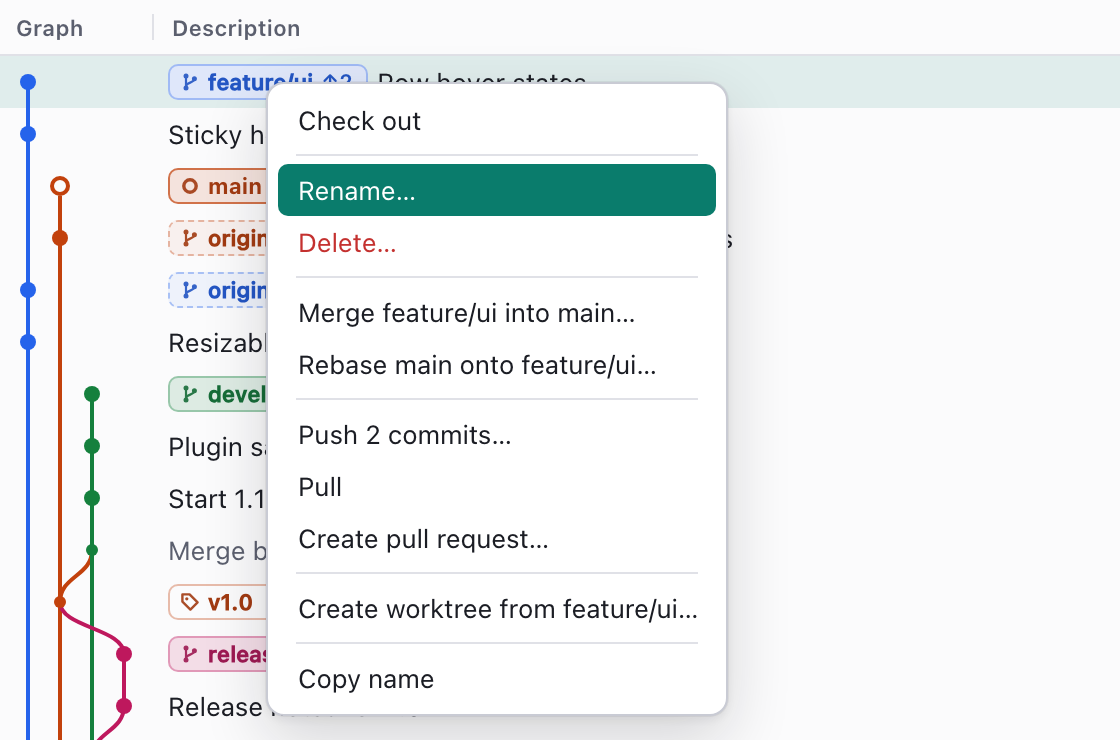 Graph Description
feature/ui ↑2 Row hover states
Check out
Sticky h
main
Rename...
origin
Delete...
origin
Merge feature/ui into main...
Resizabl
Rebase main onto feature/ui...
devel
Plugin sa
Push 2 commits...
Start 1.1
Pull
Merge b
Create pull request...
v1.0
Create worktree from feature/ui...
releas
Copy name
Release